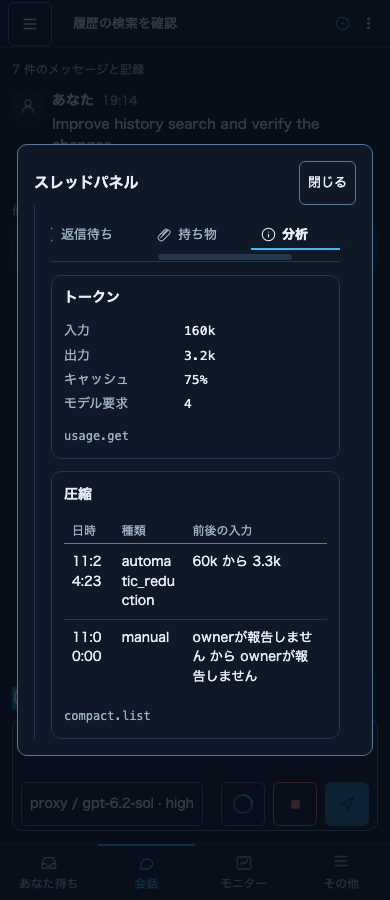 履歴の検索を確認
7 件のメッセージと記録
あなた 19:14
Improve history search and verify the
スレッドパネル
閉じる
返信待ち
持ち物
分析
トークン
入力 160k
出力 3.2k
キャッシュ 75%
モデル要求 4
usage.get
圧縮
日時 種類 前後の入力
11:2 automa 60k から 3.3k
4:23 tic_redu
ction
11:0 manual ownerが報告しませ
0:00 ん から ownerが報
告しません
compact.list
proxy / gpt-6.2-sol · high
あなた待ち
会話
モニター
その他